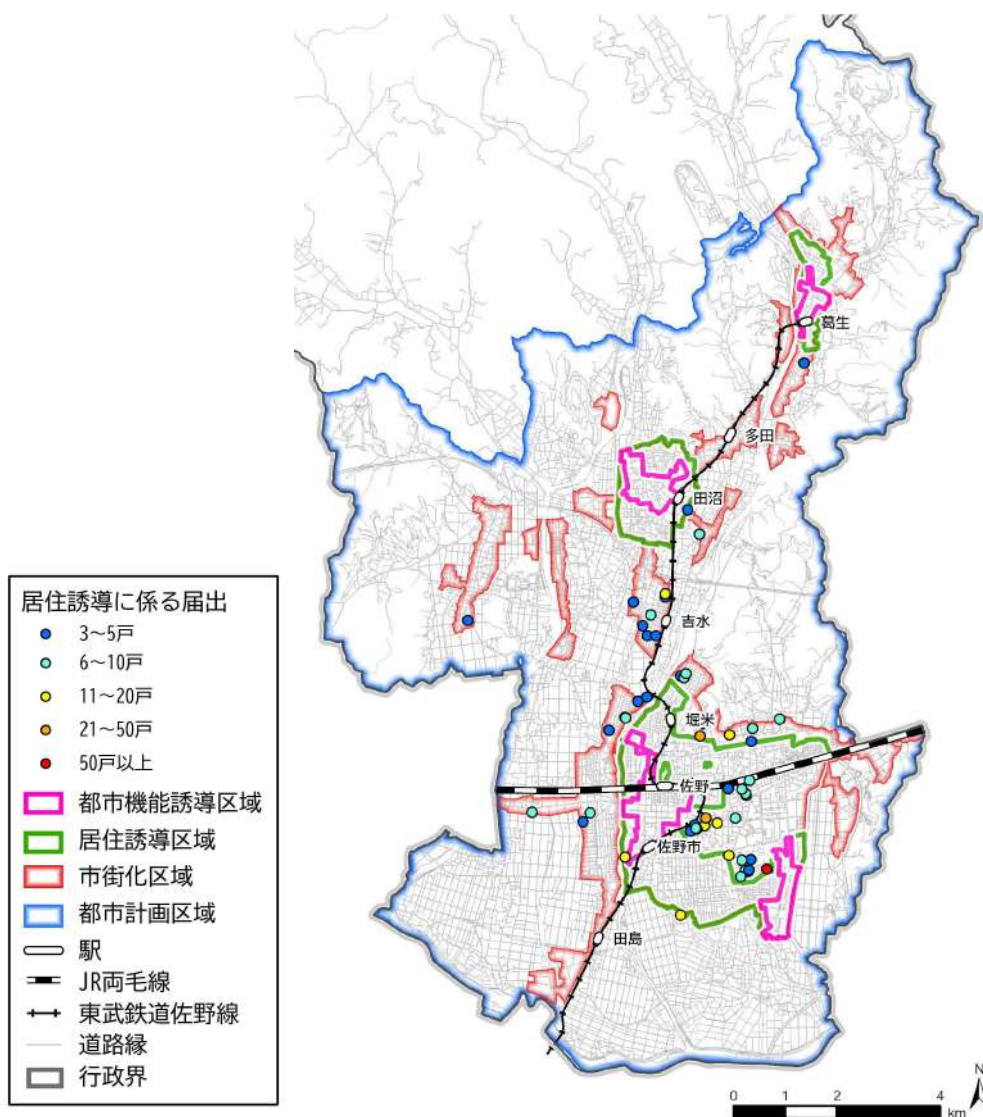 葛生
多田
田沼
吉水
堀米
佐野
佐野市
田島
居住誘導に係る届出
3～5戸
6～10戸
11～20戸
21～50戸
50戸以上
都市機能誘導区域
居住誘導区域
市街化区域
都市計画区域
駅
JR両毛線
東武鉄道佐野線
道路縁
行政界
N
0 1 2 4
km